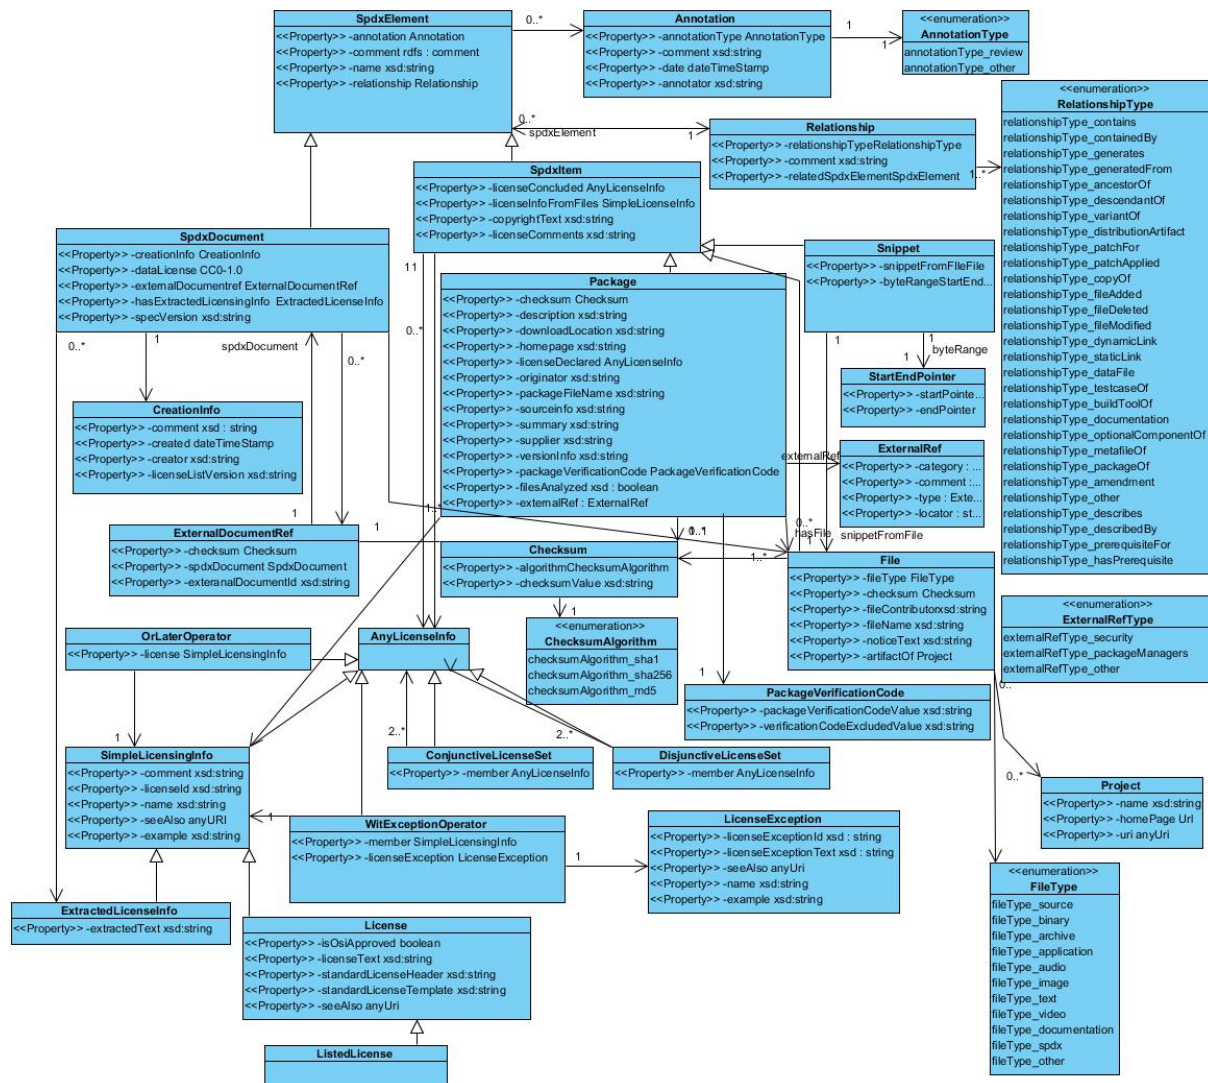 SpdxElement
<<Property>> -annotation Annotation
<<Property>> -comment rdfs : comment
<<Property>> -name xsd:string
<<Property>> -relationship Relationship
0..*
Annotation
<<Property>> -annotationType AnnotationType
<<Property>> -comment xsd:string
<<Property>> -date dateTimeStamp
<<Property>> -annotator xsd:string
1
1
<<enumeration>>
AnnotationType
annotationType_review
annotationType_other
<<enumeration>>
RelationshipType
relationshipType_contains
relationshipType_containedBy
relationshipType_generates
relationshipType_generatedFrom
relationshipType_ancestorOf
relationshipType_descendantOf
relationshipType_variantOf
relationshipType_distributionArtifact
relationshipType_patchFor
relationshipType_patchApplied
relationshipType_copyOf
relationshipType_fileAdded
relationshipType_fileDeleted
relationshipType_fileModified
relationshipType_dynamicLink
relationshipType_staticLink
relationshipType_dataFile
relationshipType_testcaseOf
relationshipType_buildToolOf
relationshipType_documentation
relationshipType_optionalComponentOf
relationshipType_metafileOf
relationshipType_packageOf
relationshipType_amendment
relationshipType_other
relationshipType_describes
relationshipType_describedBy
relationshipType_prerequisiteFor
relationshipType_hasPrerequisite
0..*
spdxElement
1
Relationship
<<Property>> -relationshipTypeRelationshipType
<<Property>> -comment xsd:string
<<Property>> -relatedSpdxElementSpdxElement
1..*
SpdxItem
<<Property>> -licenseConcluded AnyLicenseInfo
<<Property>> -licenseInfoFromFiles SimpleLicenseInfo
<<Property>> -copyrightText xsd:string
<<Property>> -licenseComments xsd:string
SpdxDocument
<<Property>> -creationInfo CreationInfo
<<Property>> -dataLicense CC0-1.0
<<Property>> -externalDocumentref ExternalDocumentRef
<<Property>> -hasExtractedLicensingInfo ExtractedLicenseInfo
<<Property>> -specVersion xsd:string
0..*
1
spdxDocument
0..*
11
0..*
Snippet
<<Property>> -snippetFromFIleFile
<<Property>> -byteRangeStartEnd...
1
1
byteRange
1
Package
<<Property>> -checksum Checksum
<<Property>> -description xsd:string
<<Property>> -downloadLocation xsd:string
<<Property>> -homepage xsd:string
<<Property>> -licenseDeclared AnyLicenseInfo
<<Property>> -originator xsd:string
<<Property>> -packageFileName xsd:string
<<Property>> -sourceinfo xsd:string
<<Property>> -summary xsd:string
<<Property>> -supplier xsd:string
<<Property>> -versionInfo xsd:string
<<Property>> -packageVerificationCode PackageVerificationCode
<<Property>> -filesAnalyzed xsd : boolean
<<Property>> -externalRef : ExternalRef
StartEndPointer
<<Property>> -startPointe...
<<Property>> -endPointer
externalRef
ExternalRef
<<Property>> -category : ...
<<Property>> -comment :...
<<Property>> -type : Exte...
<<Property>> -locator : st...
1
CreationInfo
<<Property>> -comment xsd : string
<<Property>> -created dateTimeStamp
<<Property>> -creator xsd:string
<<Property>> -licenseListVersion xsd:string
1..*
1
1
1
0..*
hasFile
1
snippetFromFile
ExternalDocumentRef
<<Property>> -checksum Checksum
<<Property>> -spdxDocument SpdxDocument
<<Property>> -exteranalDocumentId xsd:string
Checksum
<<Property>> -algorithmChecksumAlgorithm
<<Property>> -checksumValue xsd:string
1..*
1
File
<<Property>> -fileType FileType
<<Property>> -checksum Checksum
<<Property>> -fileContributorxsd:string
<<Property>> -fileName xsd:string
<<Property>> -noticeText xsd:string
<<Property>> -artifactOf Project
<<enumeration>>
ExternalRefType
externalRefType_security
externalRefType_packageManagers
externalRefType_other
<<enumeration>>
ChecksumAlgorithm
checksumAlgorithm_sha1
checksumAlgorithm_sha256
checksumAlgorithm_md5
OrLaterOperator
<<Property>> -license SimpleLicensingInfo
AnyLicenseInfo
1
PackageVerificationCode
<<Property>> -packageVerificationCodeValue xsd:string
<<Property>> -verificationCodeExcludedValue xsd:string
0..
0..*
1
2..*
2..*
SimpleLicensingInfo
<<Property>> -comment xsd:string
<<Property>> -licenseId xsd:string
<<Property>> -name xsd:string
<<Property>> -seeAlso anyURI
<<Property>> -example xsd:string
ConjunctiveLicenseSet
<<Property>> -member AnyLicenseInfo
DisjunctiveLicenseSet
<<Property>> -member AnyLicenseInfo
Project
<<Property>> -name xsd:string
<<Property>> -homePage Url
<<Property>> -uri anyUri
1
WitExceptionOperator
<<Property>> -member SimpleLicensingInfo
<<Property>> -licenseException LicenseException
1
LicenseException
<<Property>> -licenseExceptionId xsd : string
<<Property>> -licenseExceptionText xsd : string
<<Property>> -seeAlso anyUri
<<Property>> -name xsd:string
<<Property>> -example xsd:string
1
<<enumeration>>
FileType
fileType_source
fileType_binary
fileType_archive
fileType_application
fileType_audio
fileType_image
fileType_text
fileType_video
fileType_documentation
fileType_spdx
fileType_other
0..*
ExtractedLicenseInfo
<<Property>> -extractedText xsd:string
License
<<Property>> -isOsiApproved boolean
<<Property>> -licenseText xsd:string
<<Property>> -standardLicenseHeader xsd:string
<<Property>> -standardLicenseTemplate xsd:string
<<Property>> -seeAlso anyUri
ListedLicense